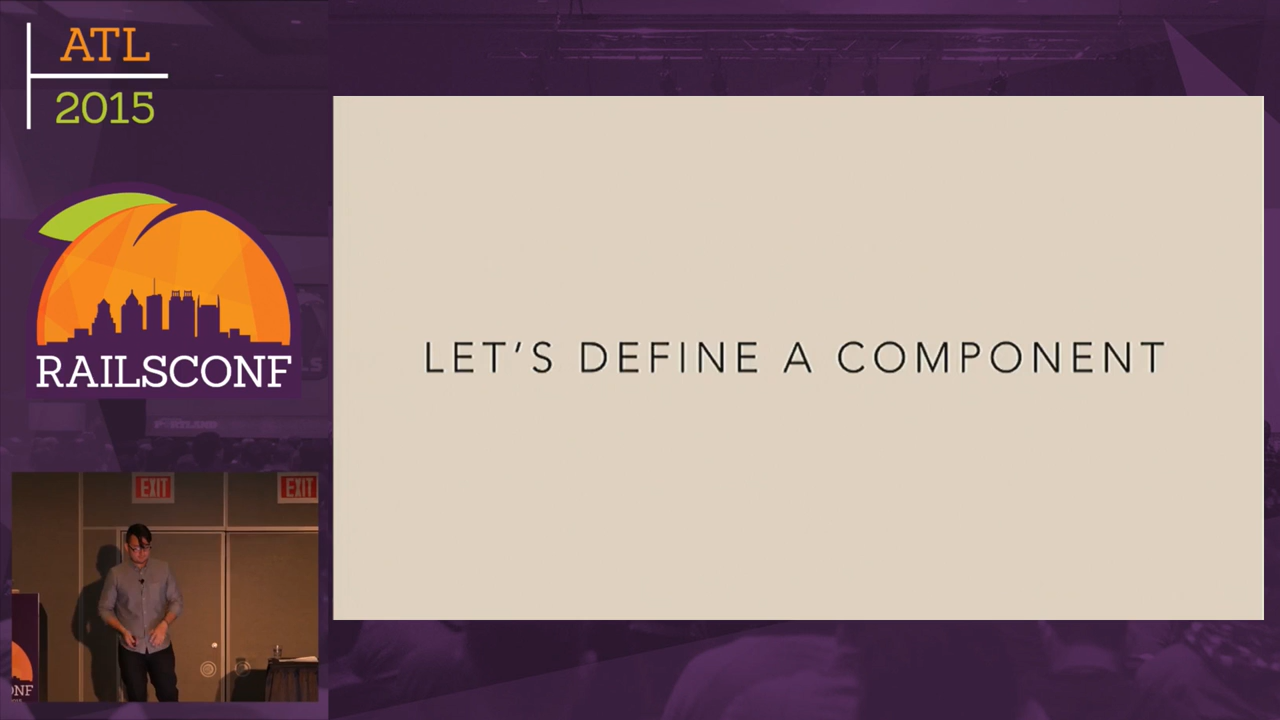 ATL
2015
RAILSCONF
LET'S DEFINE A COMPONENT
EXIT
EXIT